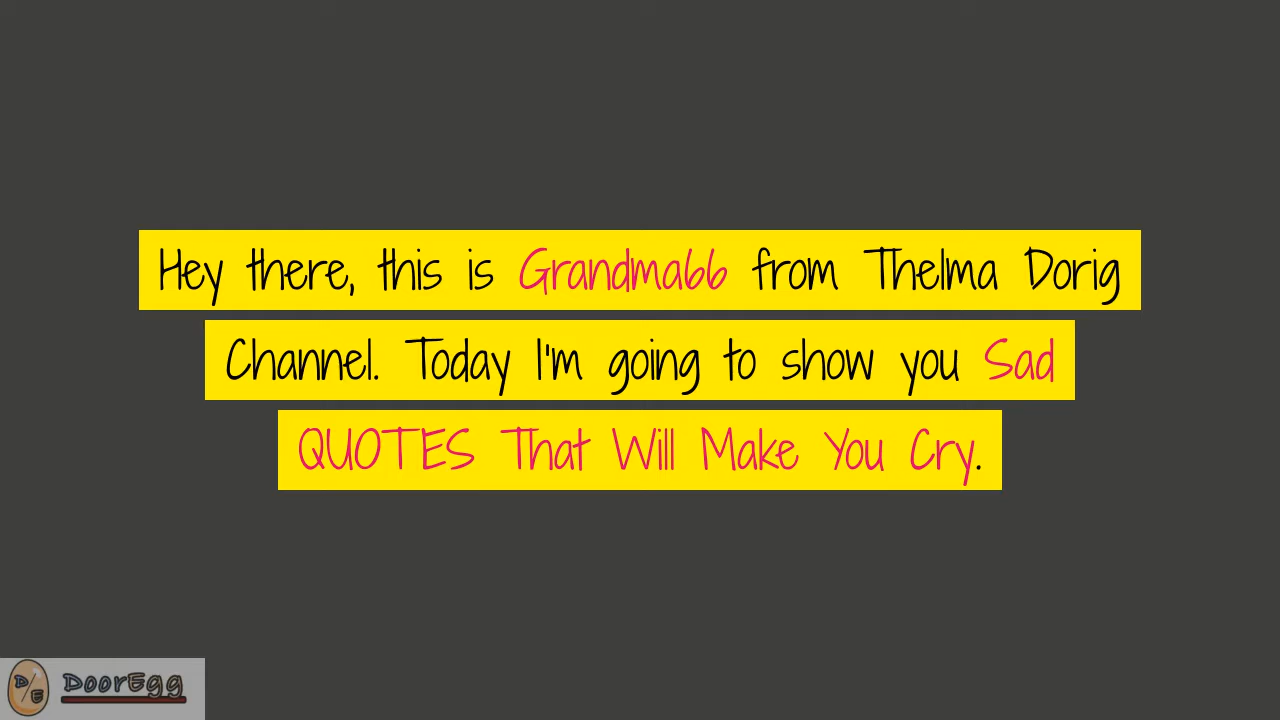 Hey there, this is Grandma66 from Thelma Dorig
Channel. Today I'm going to show you Sad
QUOTES That Will Make You Cry.
D/E DoorEgg